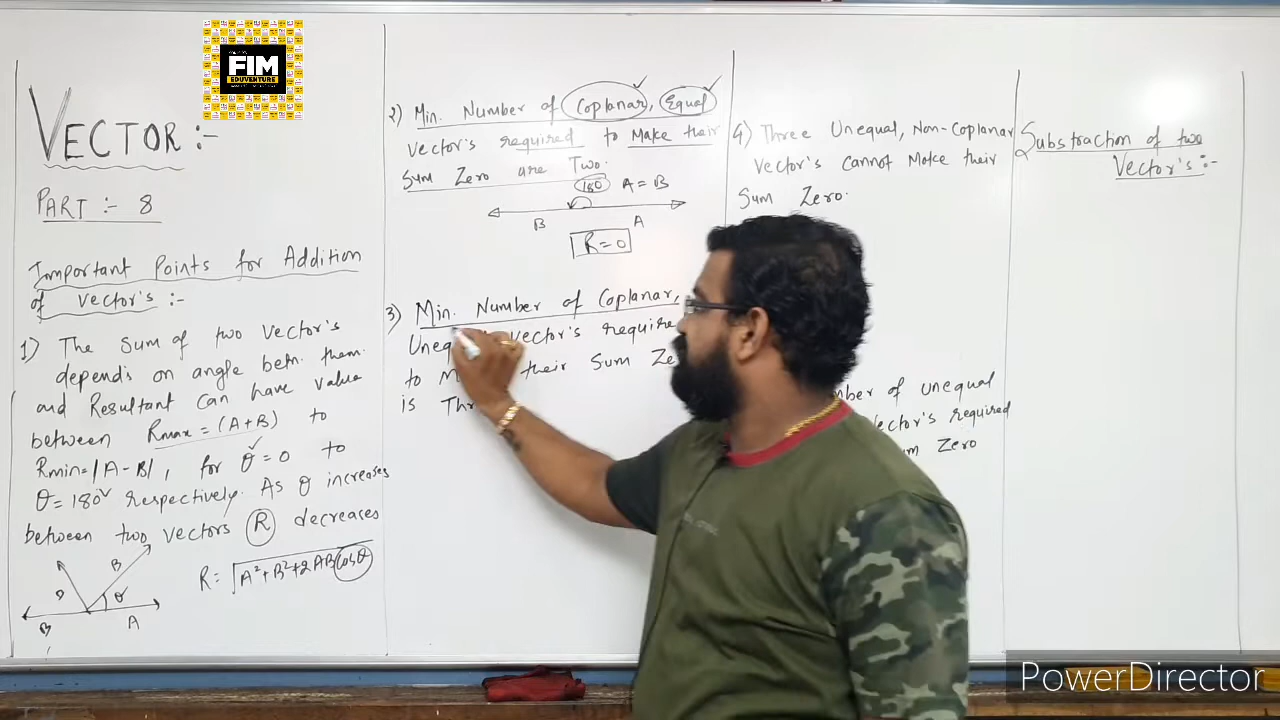 FIM
EDUVENTURE
VECTOR :-
PART :- 8
Important Points for Addition
of Vector's :-
1) The Sum of two Vector's
depends on angle betn. them.
and Resultant can have value
between Rmax = (A+B) to
Rmin = |A-B|, for θ = 0 to
θ = 180 respectively. As θ increases
between two vectors R decreases
B
B
θ
B
A
R = √A²+B²+2AB cosθ
2) Min. Number of Coplanar, Equal
Vector's required to Make their
Sum Zero are Two.
180 A = B
B A
R = 0
3) Min. Number of Coplanar,
Vector's require
to their Sum Ze
is
4) Three Unequal, Non-Coplanar
Vector's Cannot Make their
Sum Zero.
of unequal
required
Zero
Substraction of two
Vector's :-
PowerDirector